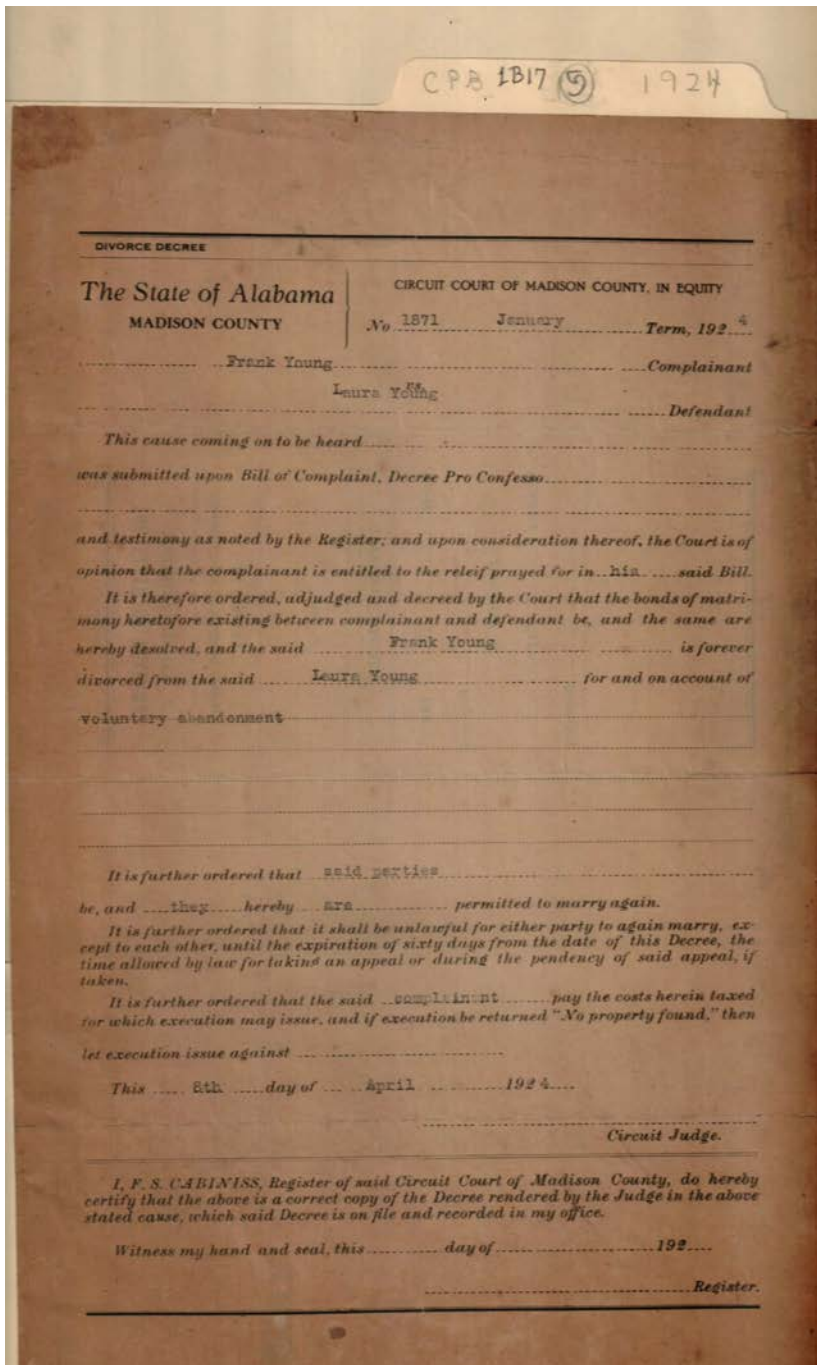 CPB 1B17 5 1924
DIVORCE DECREE
The State of Alabama
MADISON COUNTY
CIRCUIT COURT OF MADISON COUNTY, IN EQUITY
No 1871 January Term, 1924
Frank Young Complainant
vs.
Laura Young
Defendant
This cause coming on to be heard
was submitted upon Bill of Complaint, Decree Pro Confesso
and testimony as noted by the Register; and upon consideration thereof, the Court is of
opinion that the complainant is entitled to the releif prayed for in his said Bill.
It is therefore ordered, adjudged and decreed by the Court that the bonds of matri-
mony heretofore existing between complainant and defendant be, and the same are
hereby desolved, and the said Frank Young is forever
divorced from the said Laura Young for and on account of
voluntary abandonment
It is further ordered that said parties
be, and they hereby are permitted to marry again.
It is further ordered that it shall be unlawful for either party to again marry, ex-
cept to each other, until the expiration of sixty days from the date of this Decree, the
time allowed by law for taking an appeal or during the pendency of said appeal, if
taken.
It is further ordered that the said complainant pay the costs herein taxed
for which execution may issue, and if execution be returned "No property found," then
let execution issue against
This 8th day of April 1924
Circuit Judge.
I, F. S. CABINISS, Register of said Circuit Court of Madison County, do hereby
certify that the above is a correct copy of the Decree rendered by the Judge in the above
stated cause, which said Decree is on file and recorded in my office.
Witness my hand and seal, this day of 192
Register.